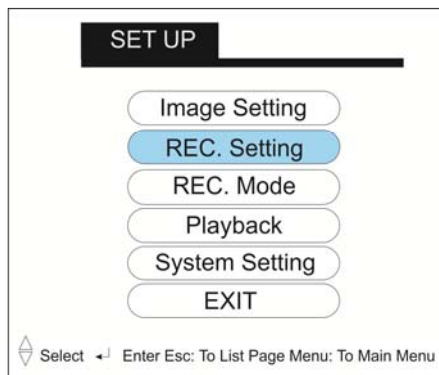 SET UP
Image Setting
REC. Setting
REC. Mode
Playback
System Setting
EXIT
Select Enter Esc: To List Page Menu: To Main Menu